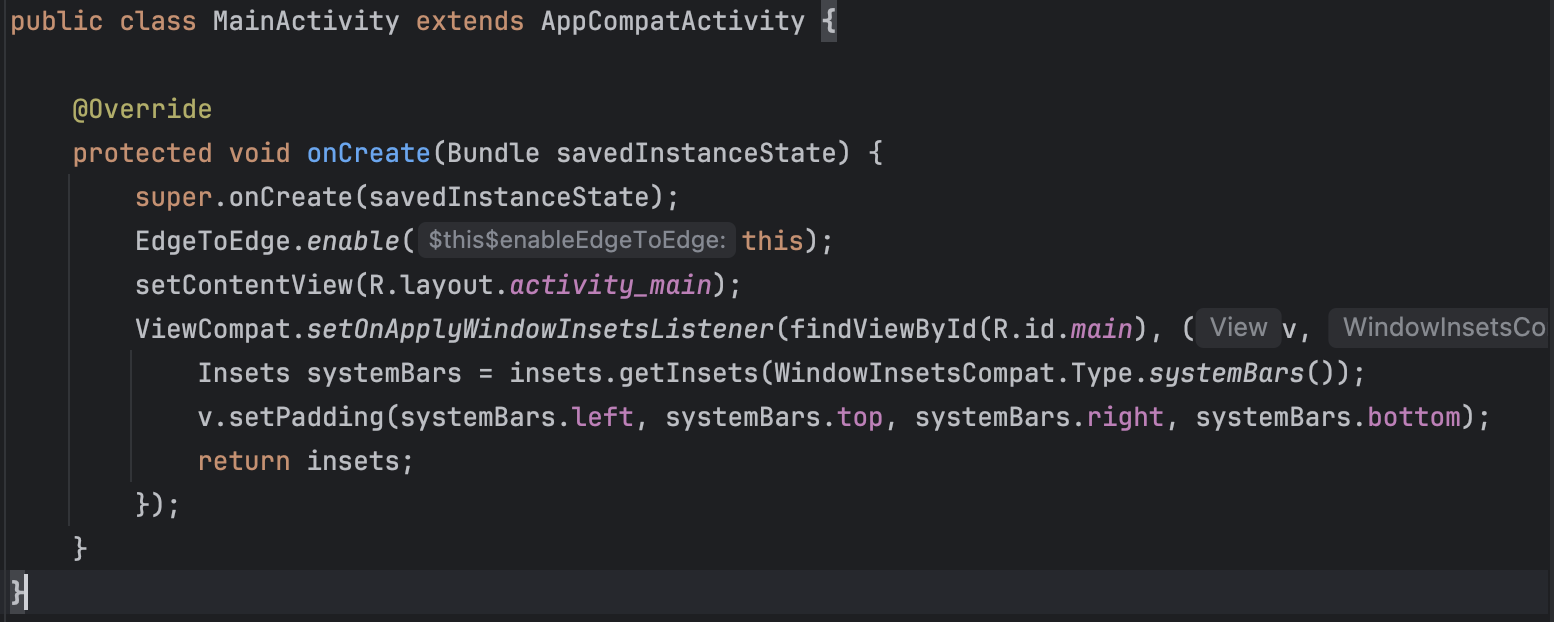 public class MainActivity extends AppCompatActivity {
@Override
protected void onCreate(Bundle savedInstanceState) {
super.onCreate(savedInstanceState);
EdgeToEdge.enable( $this$enableEdgeToEdge: this);
setContentView(R.layout.activity_main);
ViewCompat.setOnApplyWindowInsetsListener(findViewById(R.id.main), ( View v, WindowInsetsCo
Insets systemBars = insets.getInsets(WindowInsetsCompat.Type.systemBars());
v.setPadding(systemBars.left, systemBars.top, systemBars.right, systemBars.bottom);
return insets;
});
}
}